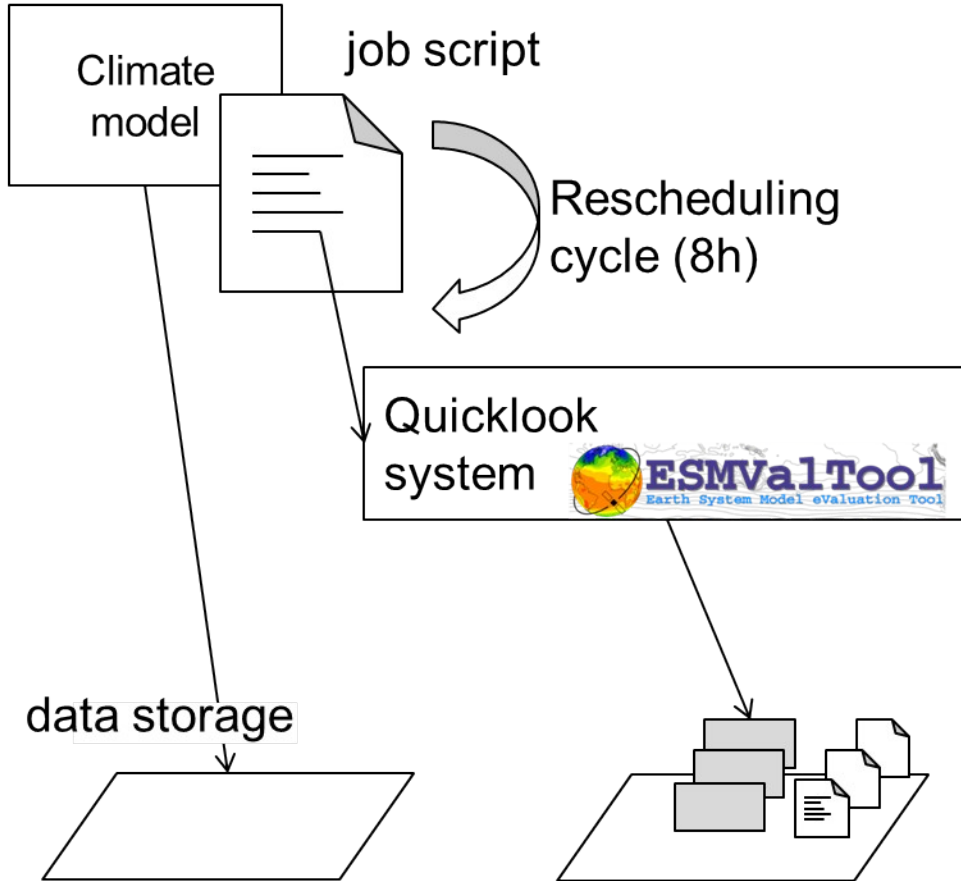 Climate
model
job script
Rescheduling
cycle (8h)
Quicklook
system
ESMValTool
Earth System Model eValuation Tool
data storage